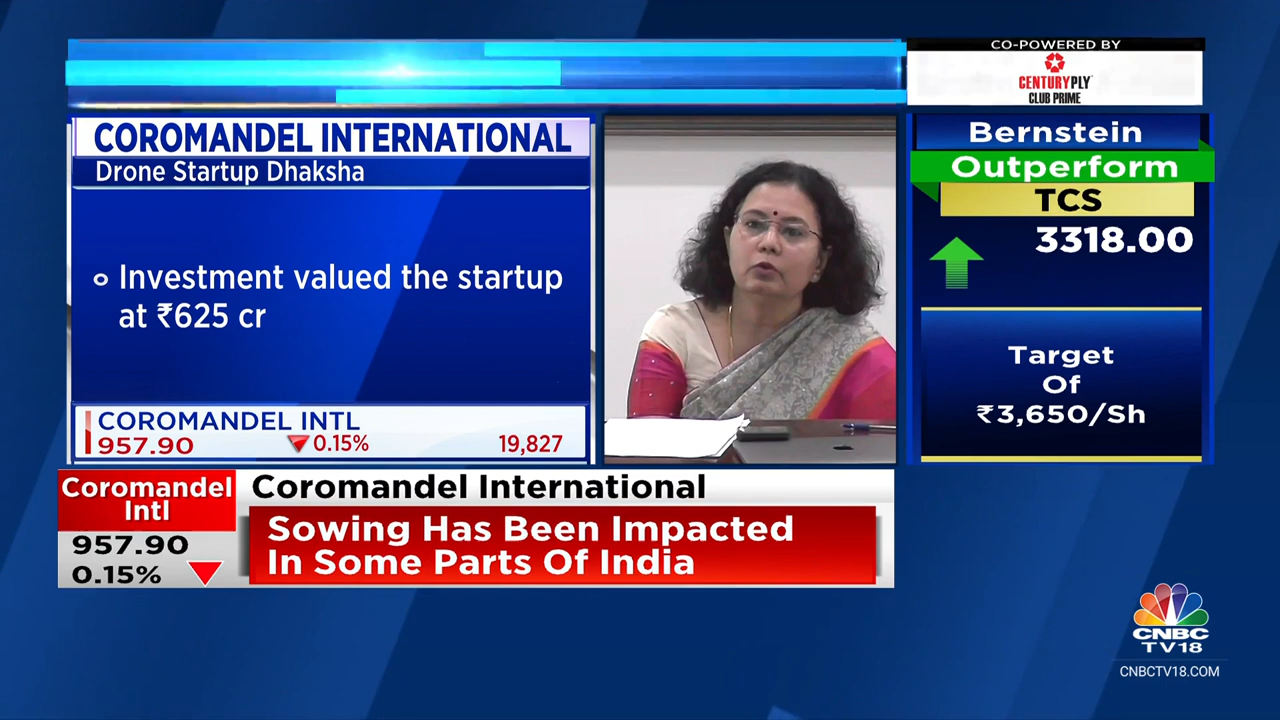 CO-POWERED BY
CENTURYPLY
CLUB PRIME
COROMANDEL INTERNATIONAL
Drone Startup Dhaksha
Investment valued the startup
at ₹625 cr
COROMANDEL INTL
957.90 0.15% 19,827
Bernstein
Outperform
TCS
3318.00
Target
Of
₹3,650/Sh
Coromandel
Intl
957.90
0.15%
Coromandel International
Sowing Has Been Impacted
In Some Parts Of India
CNBC
TV18
CNBCTV18.COM